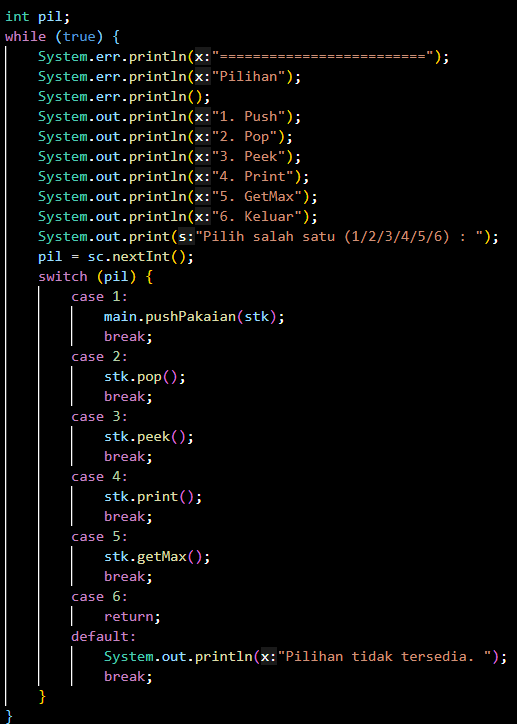 int pil;
while (true) {
    System.err.println(x:"=========================");
    System.err.println(x:"Pilihan");
    System.err.println();
    System.out.println(x:"1. Push");
    System.out.println(x:"2. Pop");
    System.out.println(x:"3. Peek");
    System.out.println(x:"4. Print");
    System.out.println(x:"5. GetMax");
    System.out.println(x:"6. Keluar");
    System.out.print(s:"Pilih salah satu (1/2/3/4/5/6) : ");
    pil = sc.nextInt();
    switch (pil) {
        case 1:
            main.pushPakaian(stk);
            break;
        case 2:
            stk.pop();
            break;
        case 3:
            stk.peek();
            break;
        case 4:
            stk.print();
            break;
        case 5:
            stk.getMax();
            break;
        case 6:
            return;
        default:
            System.out.println(x:"Pilihan tidak tersedia. ");
            break;
    }
}